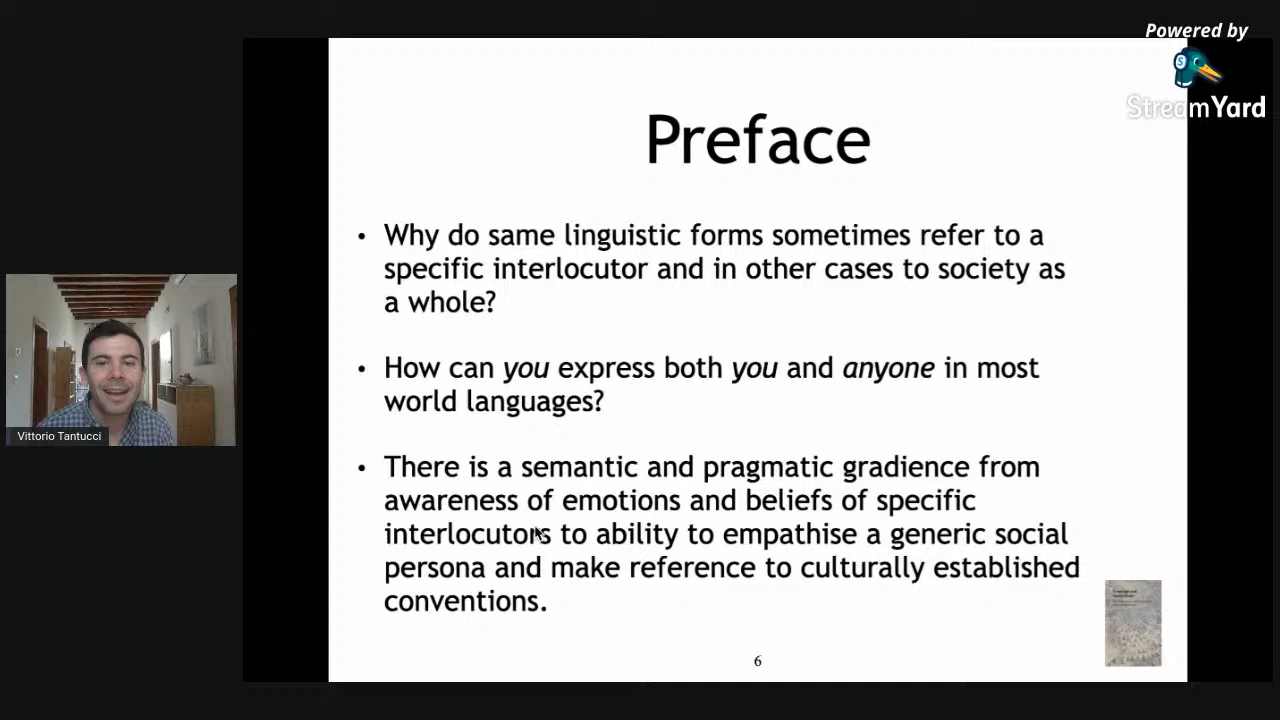 Powered by
StreamYard
Preface
• Why do same linguistic forms sometimes refer to a
specific interlocutor and in other cases to society as
a whole?
• How can you express both you and anyone in most
world languages?
• There is a semantic and pragmatic gradience from
awareness of emotions and beliefs of specific
interlocutors to ability to empathise a generic social
persona and make reference to culturally established
conventions.
6
Vittorio Tantucci